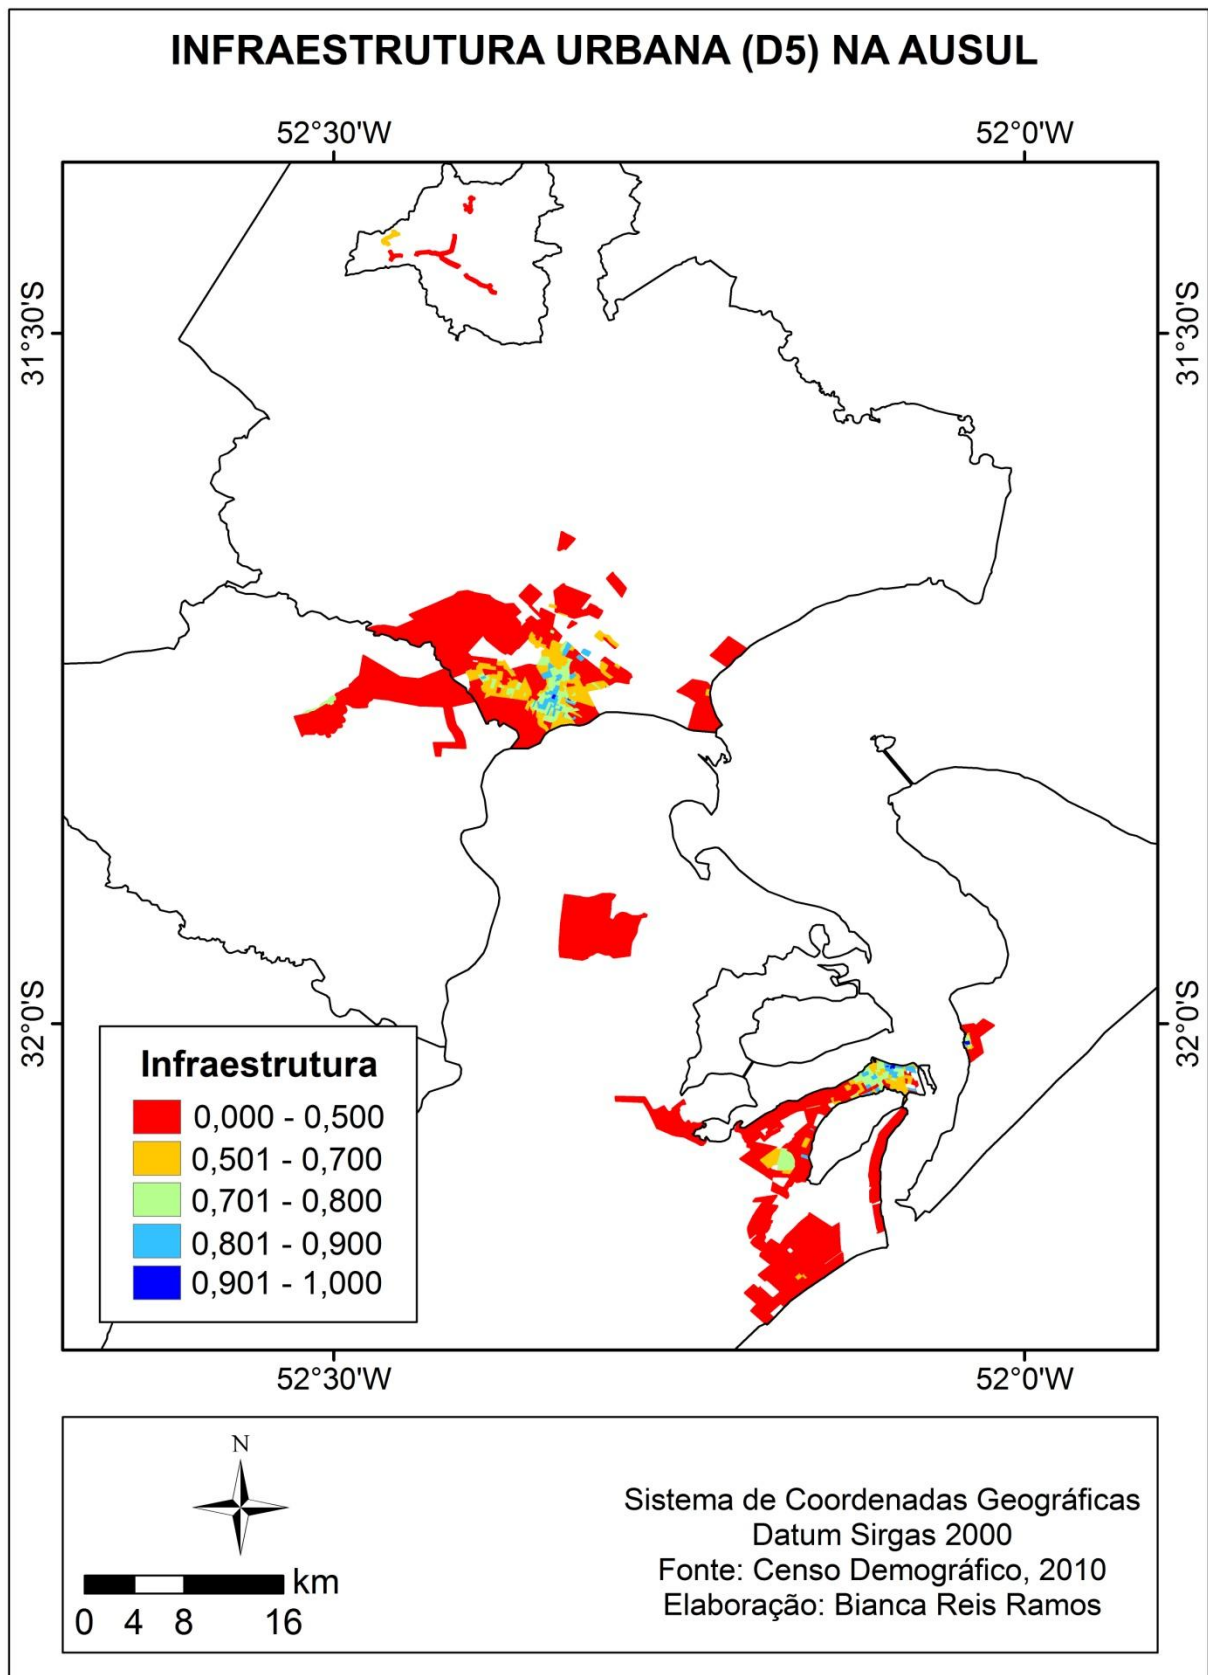 INFRAESTRUTURA URBANA (D5) NA AUSUL
52°30'W
52°0'W
31°30'S
31°30'S
32°0'S
32°0'S
Infraestrutura
0,000 - 0,500
0,501 - 0,700
0,701 - 0,800
0,801 - 0,900
0,901 - 1,000
52°30'W
52°0'W
N
km
0 4 8 16
Sistema de Coordenadas Geográficas
Datum Sirgas 2000
Fonte: Censo Demográfico, 2010
Elaboração: Bianca Reis Ramos